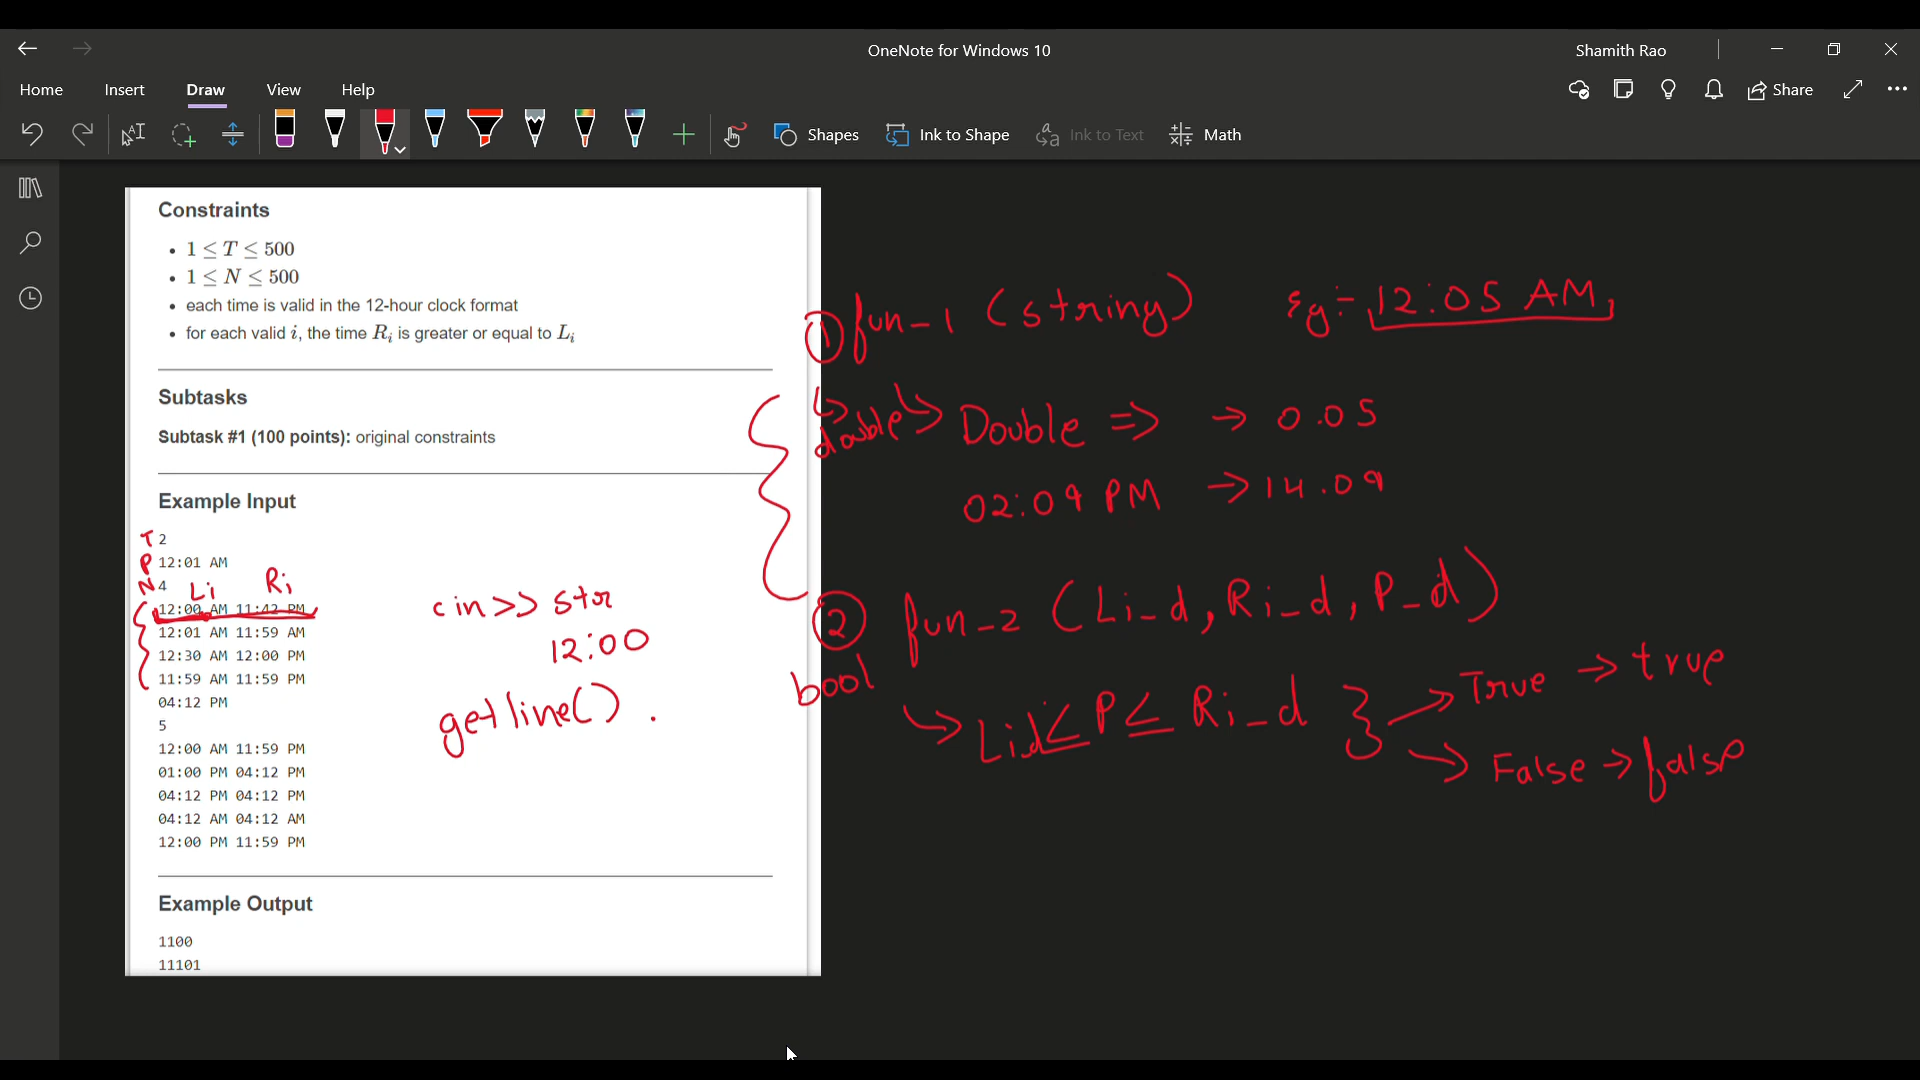 OneNote for Windows 10
Shamith Rao
Home Insert Draw View Help
Share
Shapes Ink to Shape Ink to Text Math
Constraints
• 1 ≤ T ≤ 500
• 1 ≤ N ≤ 500
• each time is valid in the 12-hour clock format
• for each valid i, the time Ri is greater or equal to Li
Subtasks
Subtask #1 (100 points): original constraints
Example Input
T 2
P 12:01 AM
N 4
Li Ri
12:00 AM 11:42 PM
12:01 AM 11:59 AM
12:30 AM 12:00 PM
11:59 AM 11:59 PM
04:12 PM
5
12:00 AM 11:59 PM
01:00 PM 04:12 PM
04:12 PM 04:12 PM
04:12 AM 04:12 AM
12:00 PM 11:59 PM
Example Output
1100
11101
cin >> str
12:00
getline() .
① fun-1 (string) Eg:- 12:05 AM
double Double => → 0.05
02:09 PM → 14.09
② fun-2 (Li_d, Ri_d, P_d)
bool
Lid ≤ P ≤ Ri_d } True → true
False → false